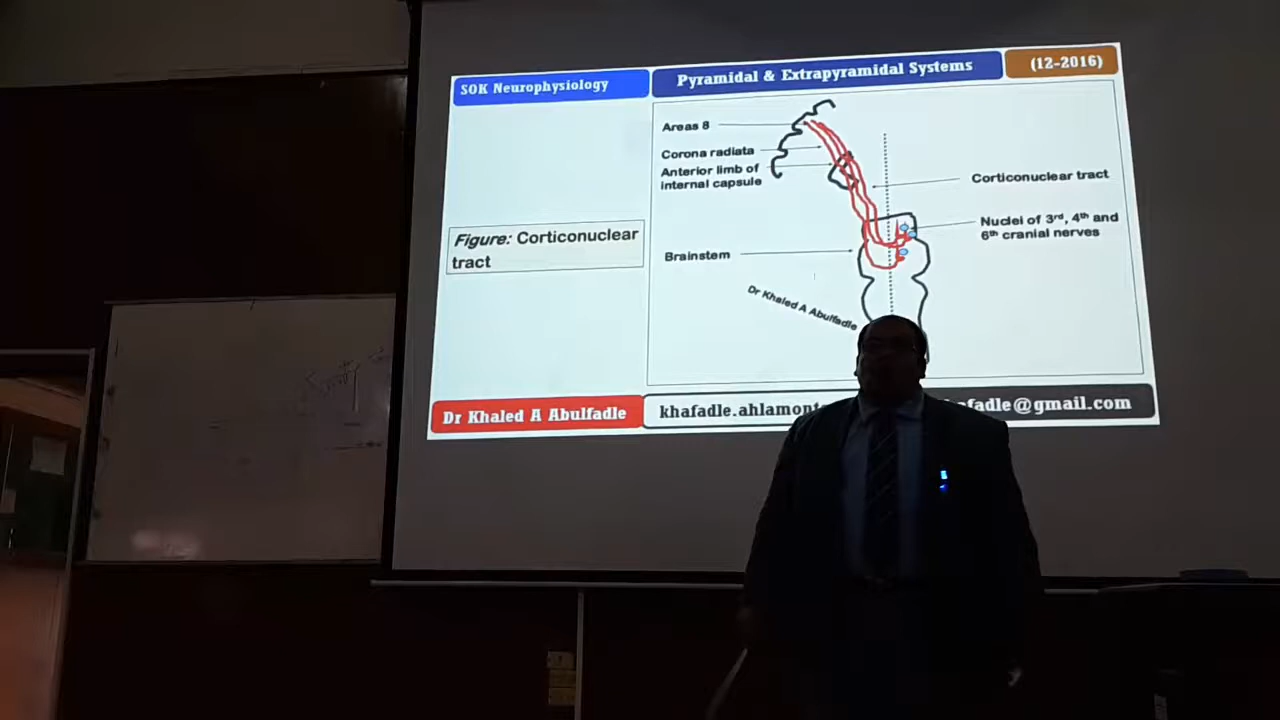 SOK Neurophysiology
Pyramidal & Extrapyramidal Systems
(12-2016)
Areas 8
Corona radiata
Anterior limb of
internal capsule
Corticonuclear tract
Nuclei of 3rd, 4th and
6th cranial nerves
Figure: Corticonuclear
tract
Brainstem
Dr Khaled A Abulfadle
Dr Khaled A Abulfadle
khafadle.ahlamont
afadle@gmail.com